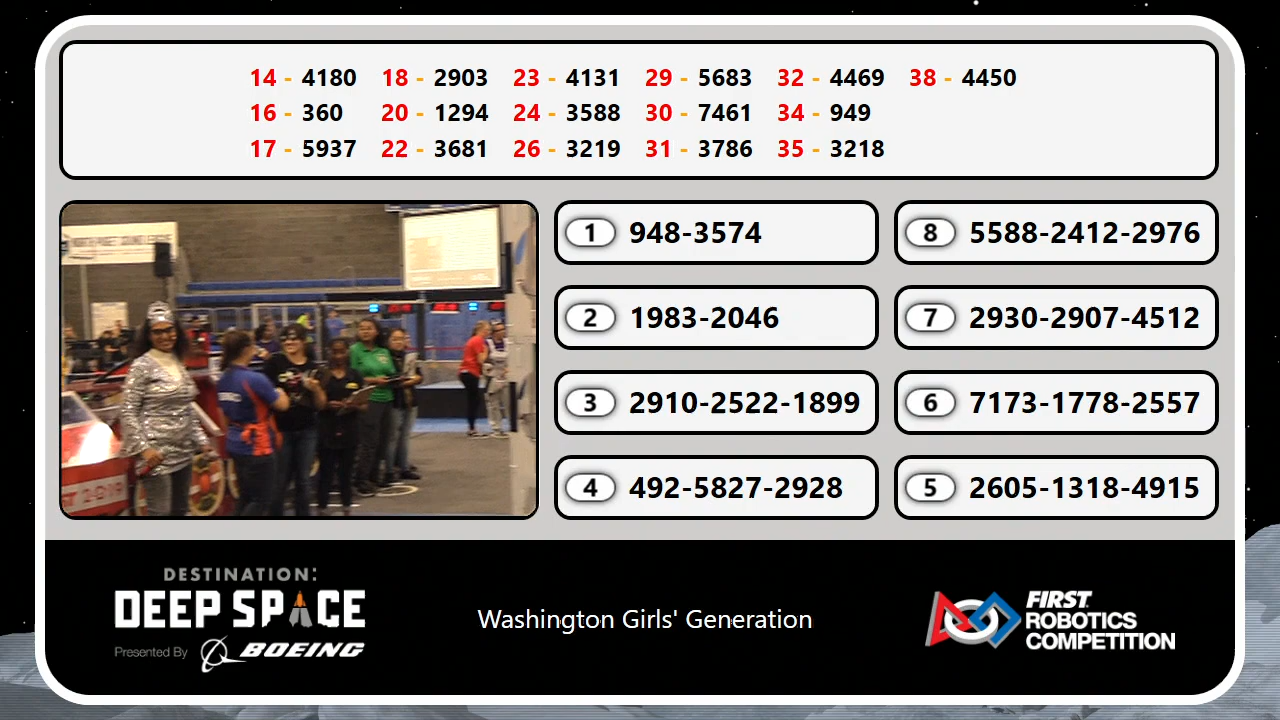 14 - 4180 18 - 2903 23 - 4131 29 - 5683 32 - 4469 38 - 4450
16 - 360 20 - 1294 24 - 3588 30 - 7461 34 - 949
17 - 5937 22 - 3681 26 - 3219 31 - 3786 35 - 3218
1 948-3574
8 5588-2412-2976
2 1983-2046
7 2930-2907-4512
3 2910-2522-1899
6 7173-1778-2557
4 492-5827-2928
5 2605-1318-4915
DESTINATION:
DEEP SPACE
Presented By BOEING
Washington Girls' Generation
FIRST
ROBOTICS
COMPETITION